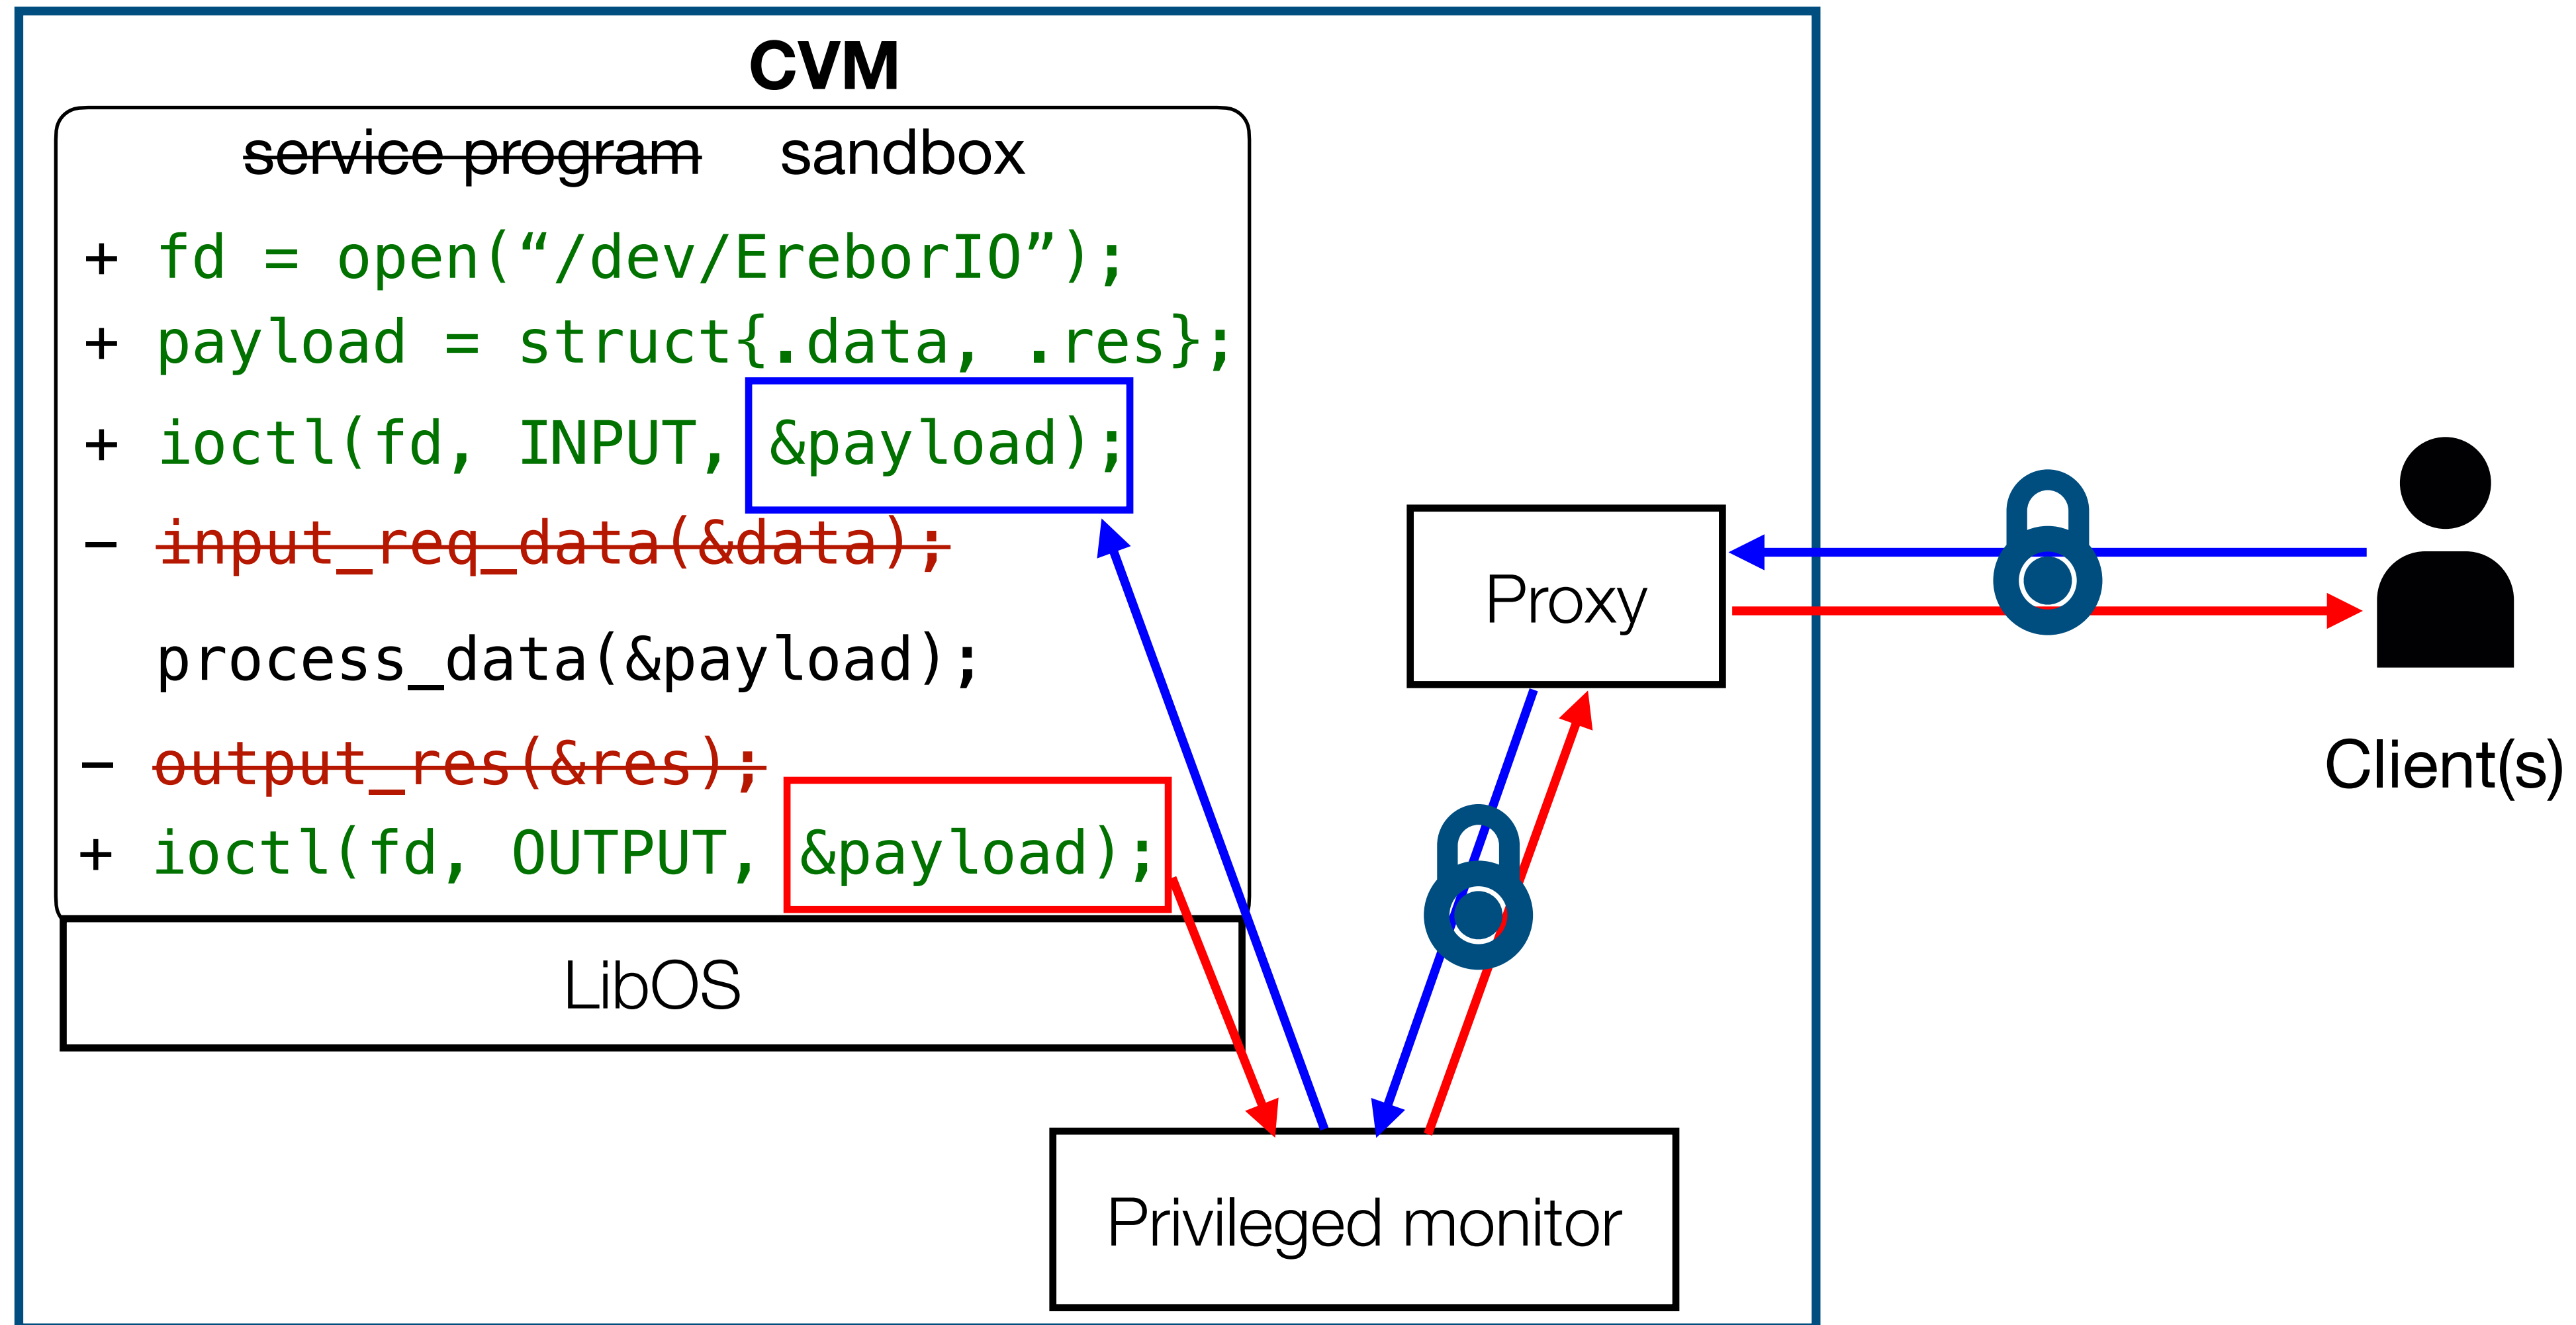 CVM
service program sandbox
+ fd = open(“/dev/EreborIO”);
+ payload = struct{.data, .res};
+ ioctl(fd, INPUT, &payload);
- input_req_data(&data);
process_data(&payload);
- output_res(&res);
+ ioctl(fd, OUTPUT, &payload);
LibOS
Proxy
Client(s)
Privileged monitor